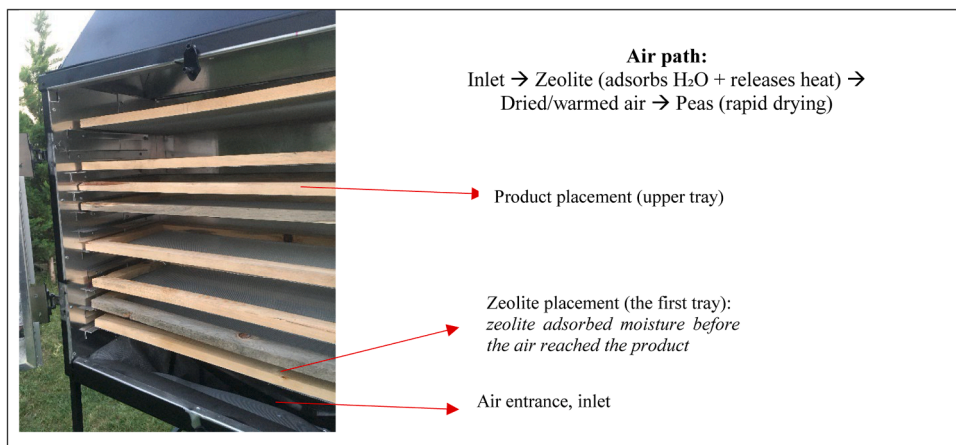 Air path:
Inlet → Zeolite (adsorbs H₂O + releases heat) →
Dried/warmed air → Peas (rapid drying)
Product placement (upper tray)
Zeolite placement (the first tray):
zeolite adsorbed moisture before
the air reached the product
Air entrance, inlet